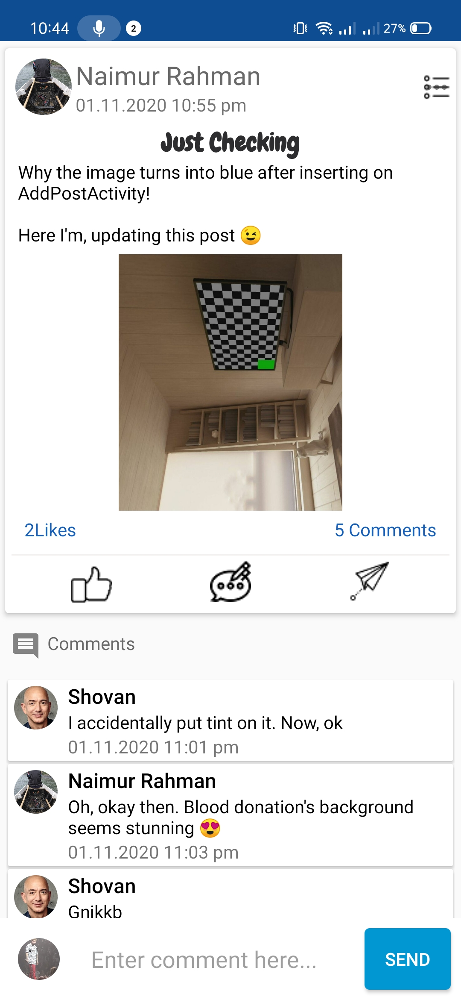 10:44
2
27%
Naimur Rahman
01.11.2020 10:55 pm
Just Checking
Why the image turns into blue after inserting on
AddPostActivity!
Here I'm, updating this post 😉
2Likes
5 Comments
Comments
Shovan
I accidentally put tint on it. Now, ok
01.11.2020 11:01 pm
Naimur Rahman
Oh, okay then. Blood donation's background
seems stunning 😍
01.11.2020 11:03 pm
Shovan
Gnikkb
Enter comment here...
SEND